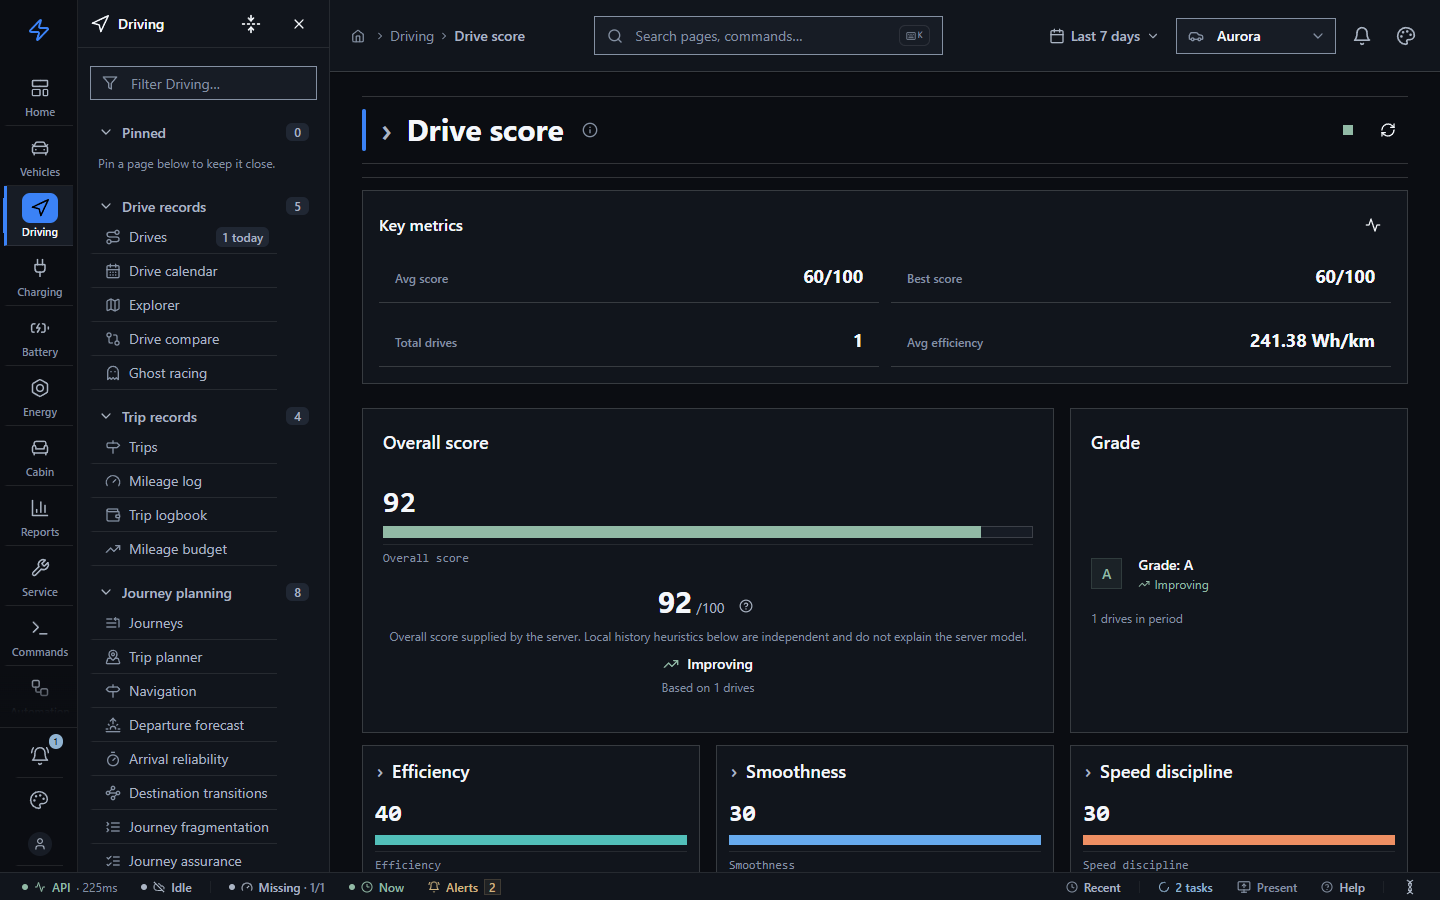 Driving
Driving
Drive score
Search pages, commands...
K
Last 7 days
Aurora
Home
Vehicles
Driving
Charging
Battery
Energy
Cabin
Reports
Service
Commands
1
Filter Driving...
Pinned
0
Pin a page below to keep it close.
Drive records
5
Drives
1 today
Drive calendar
Explorer
Drive compare
Ghost racing
Trip records
4
Trips
Mileage log
Trip logbook
Mileage budget
Journey planning
8
Journeys
Trip planner
Navigation
Departure forecast
Arrival reliability
Destination transitions
Journey fragmentation
Journey assurance
Drive score
Key metrics
Avg score
60/100
Best score
60/100
Total drives
1
Avg efficiency
241.38 Wh/km
Overall score
92
Overall score
92 /100
Overall score supplied by the server. Local history heuristics below are independent and do not explain the server model.
Improving
Based on 1 drives
Grade
A
Grade: A
Improving
1 drives in period
Efficiency
40
Efficiency
Smoothness
30
Smoothness
Speed discipline
30
Speed discipline
API · 225ms
Idle
Missing · 1/1
Now
Alerts 2
Recent
2 tasks
Present
Help